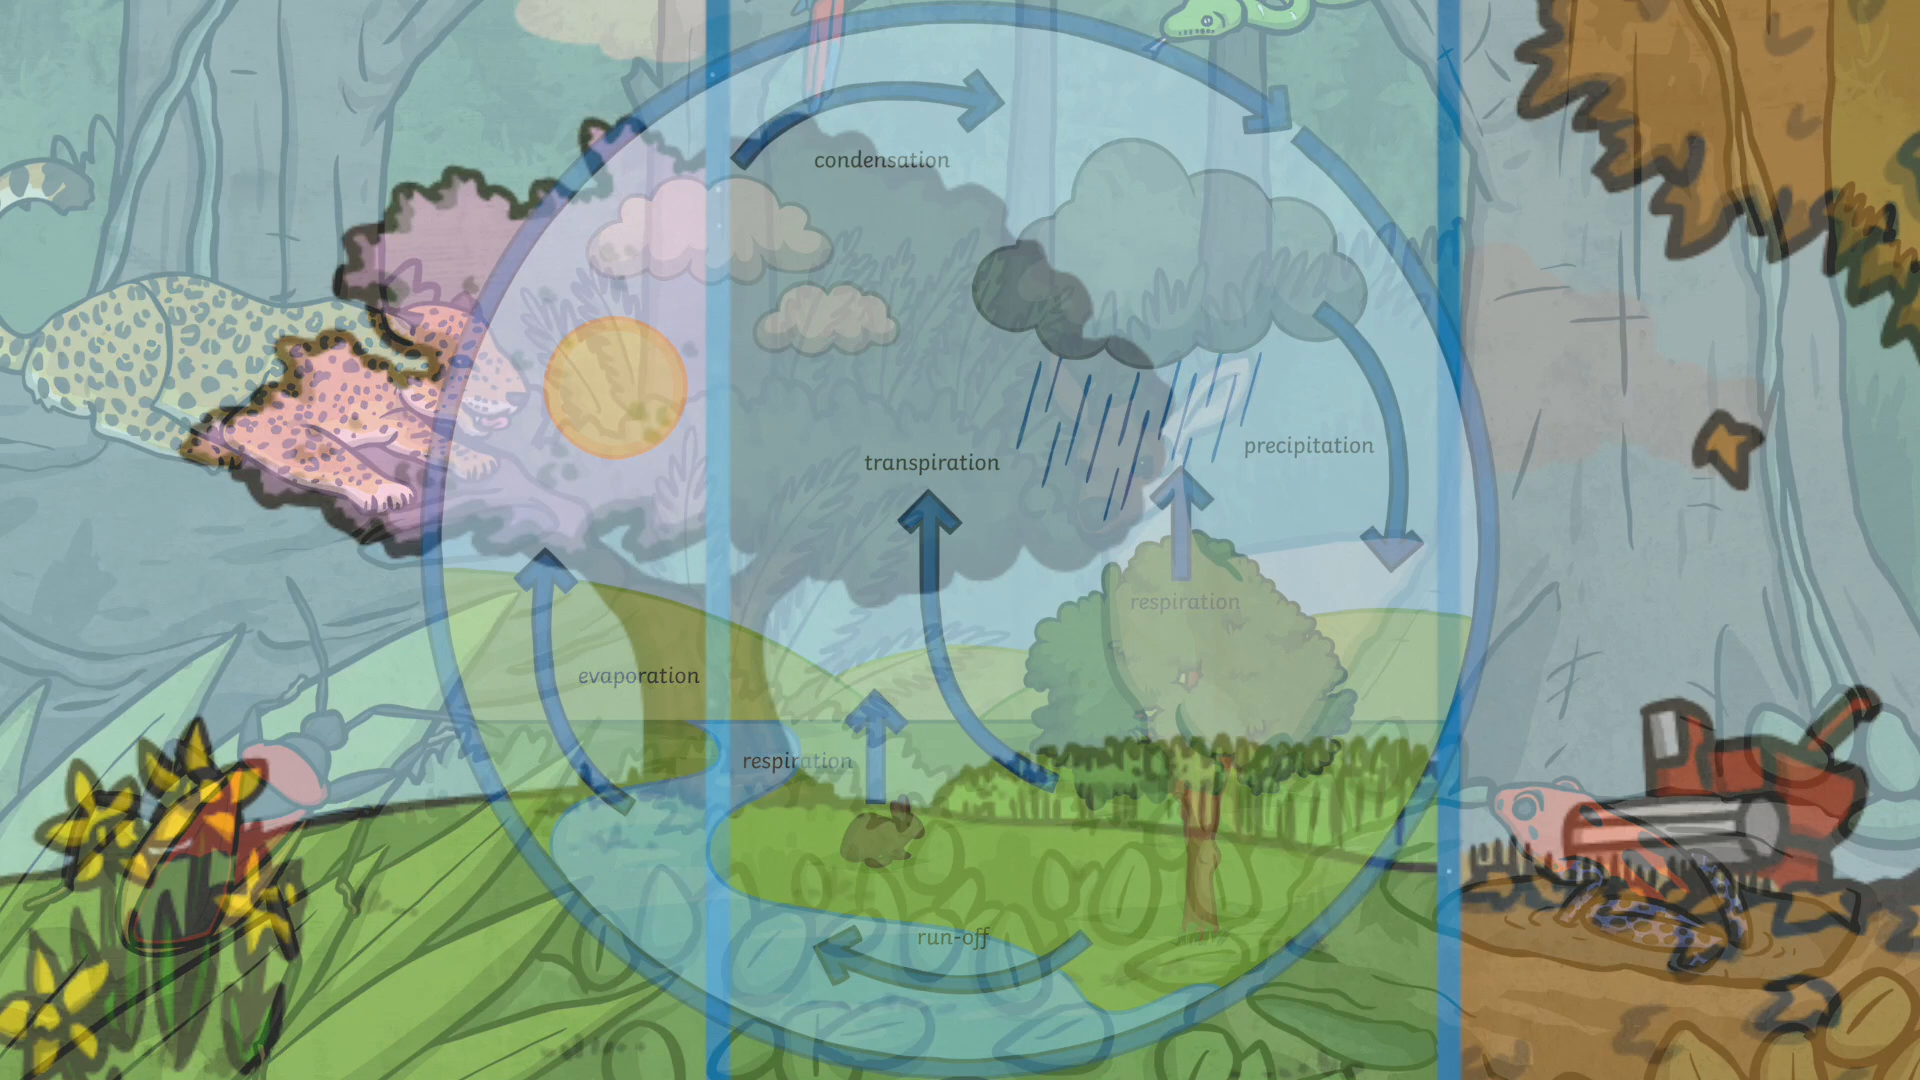 condensation
precipitation
transpiration
respiration
evaporation
respiration
run-off